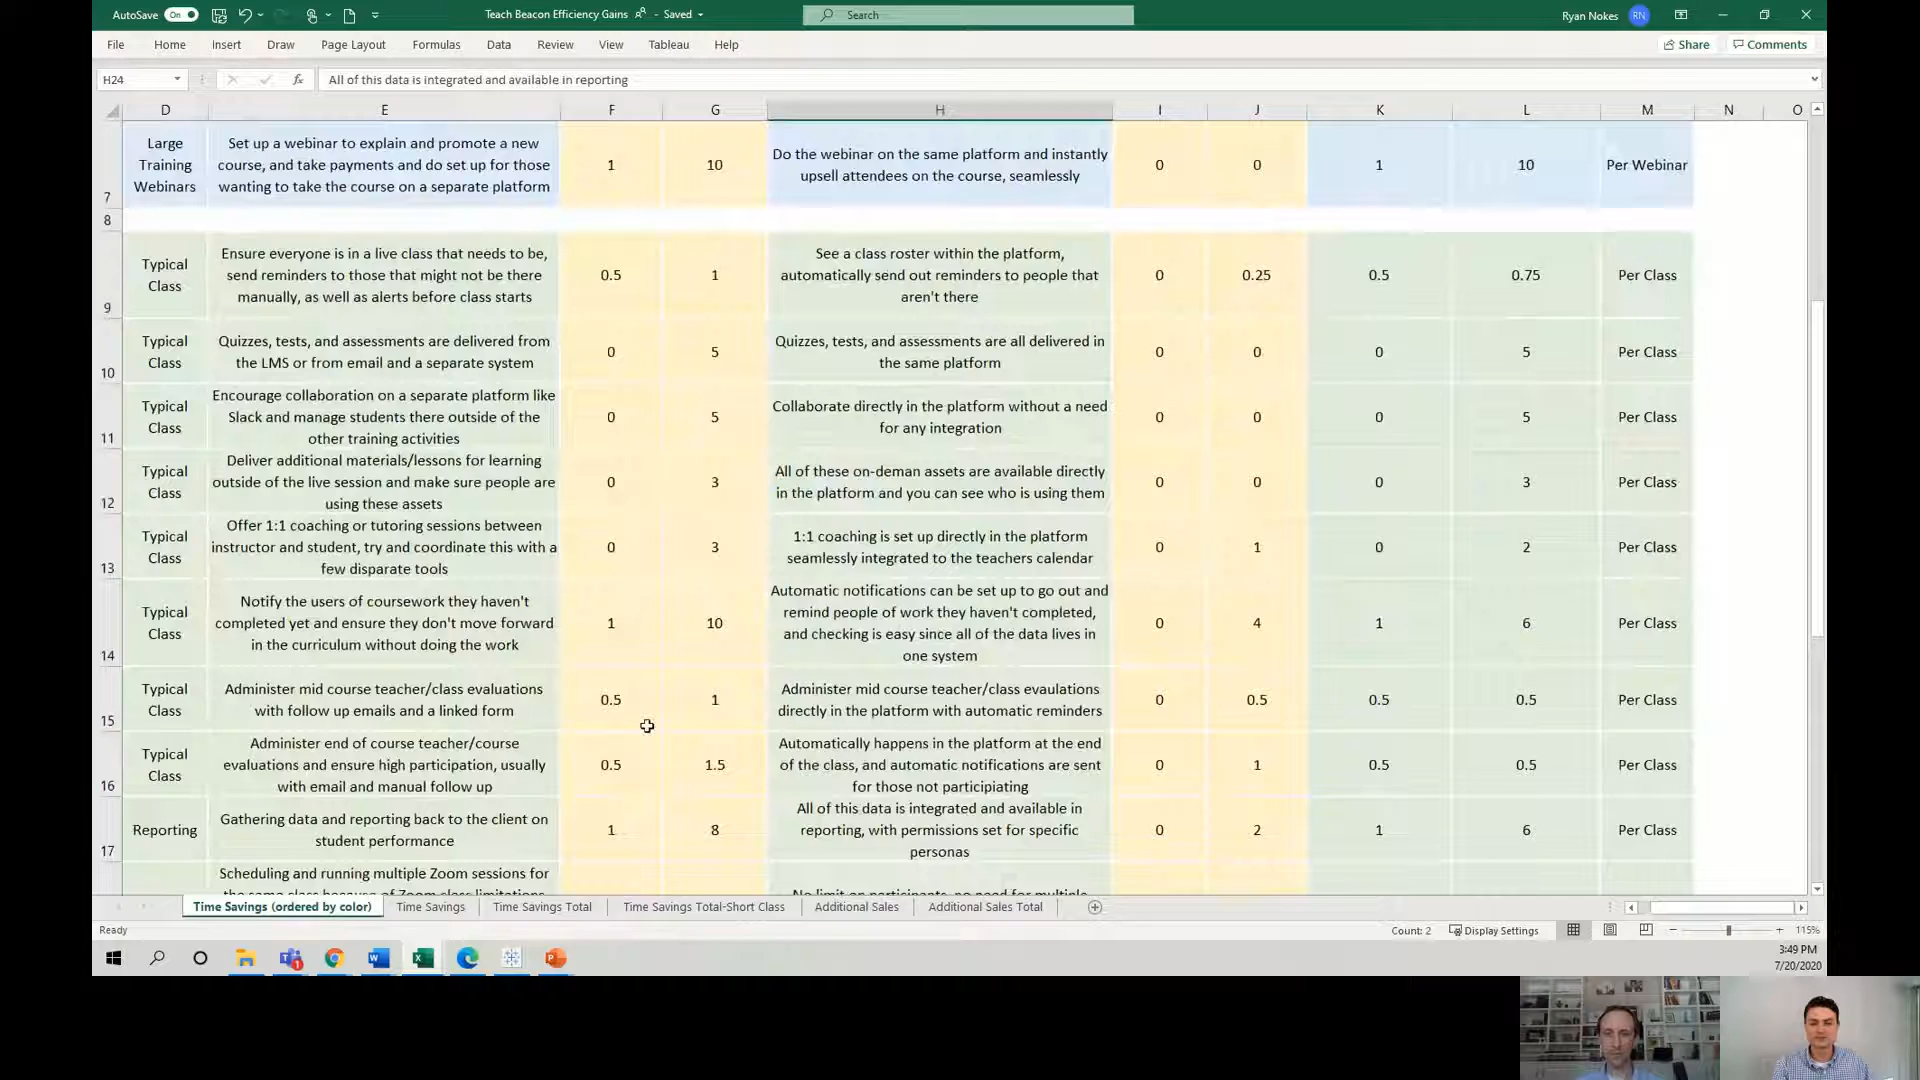 AutoSave On Teach Beacon Efficiency Gains - Saved Search Ryan Nokes RN
File Home Insert Draw Page Layout Formulas Data Review View Tableau Help Share Comments
H24 fx All of this data is integrated and available in reporting
D E F G H I J K L M N O
Large
Training
Webinars
Set up a webinar to explain and promote a new
course, and take payments and do set up for those
wanting to take the course on a separate platform
1 10
Do the webinar on the same platform and instantly
upsell attendees on the course, seamlessly
0 0 1 10 Per Webinar
7
8
Typical
Class
Ensure everyone is in a live class that needs to be,
send reminders to those that might not be there
manually, as well as alerts before class starts
0.5 1
See a class roster within the platform,
automatically send out reminders to people that
aren't there
0 0.25 0.5 0.75 Per Class
9
Typical
Class
Quizzes, tests, and assessments are delivered from
the LMS or from email and a separate system
0 5
Quizzes, tests, and assessments are all delivered in
the same platform
0 0 0 5 Per Class
10
Typical
Class
Encourage collaboration on a separate platform like
Slack and manage students there outside of the
other training activities
0 5
Collaborate directly in the platform without a need
for any integration
0 0 0 5 Per Class
11
Typical
Class
Deliver additional materials/lessons for learning
outside of the live session and make sure people are
using these assets
0 3
All of these on-deman assets are available directly
in the platform and you can see who is using them
0 0 0 3 Per Class
12
Typical
Class
Offer 1:1 coaching or tutoring sessions between
instructor and student, try and coordinate this with a
few disparate tools
0 3
1:1 coaching is set up directly in the platform
seamlessly integrated to the teachers calendar
0 1 0 2 Per Class
13
Typical
Class
Notify the users of coursework they haven't
completed yet and ensure they don't move forward
in the curriculum without doing the work
1 10
Automatic notifications can be set up to go out and
remind people of work they haven't completed,
and checking is easy since all of the data lives in
one system
0 4 1 6 Per Class
14
Typical
Class
Administer mid course teacher/class evaluations
with follow up emails and a linked form
0.5 1
Administer mid course teacher/class evaulations
directly in the platform with automatic reminders
0 0.5 0.5 0.5 Per Class
15
Typical
Class
Administer end of course teacher/course
evaluations and ensure high participation, usually
with email and manual follow up
0.5 1.5
Automatically happens in the platform at the end
of the class, and automatic notifications are sent
for those not participiating
0 1 0.5 0.5 Per Class
16
Reporting
Gathering data and reporting back to the client on
student performance
1 8
All of this data is integrated and available in
reporting, with permissions set for specific
personas
0 2 1 6 Per Class
17
Scheduling and running multiple Zoom sessions for
the same class because of Zoom class limitations
No limit on participants, no need for multiple
Time Savings (ordered by color) Time Savings Time Savings Total Time Savings Total-Short Class Additional Sales Additional Sales Total
Ready Count: 2 Display Settings 115%
3:49 PM
7/20/2020